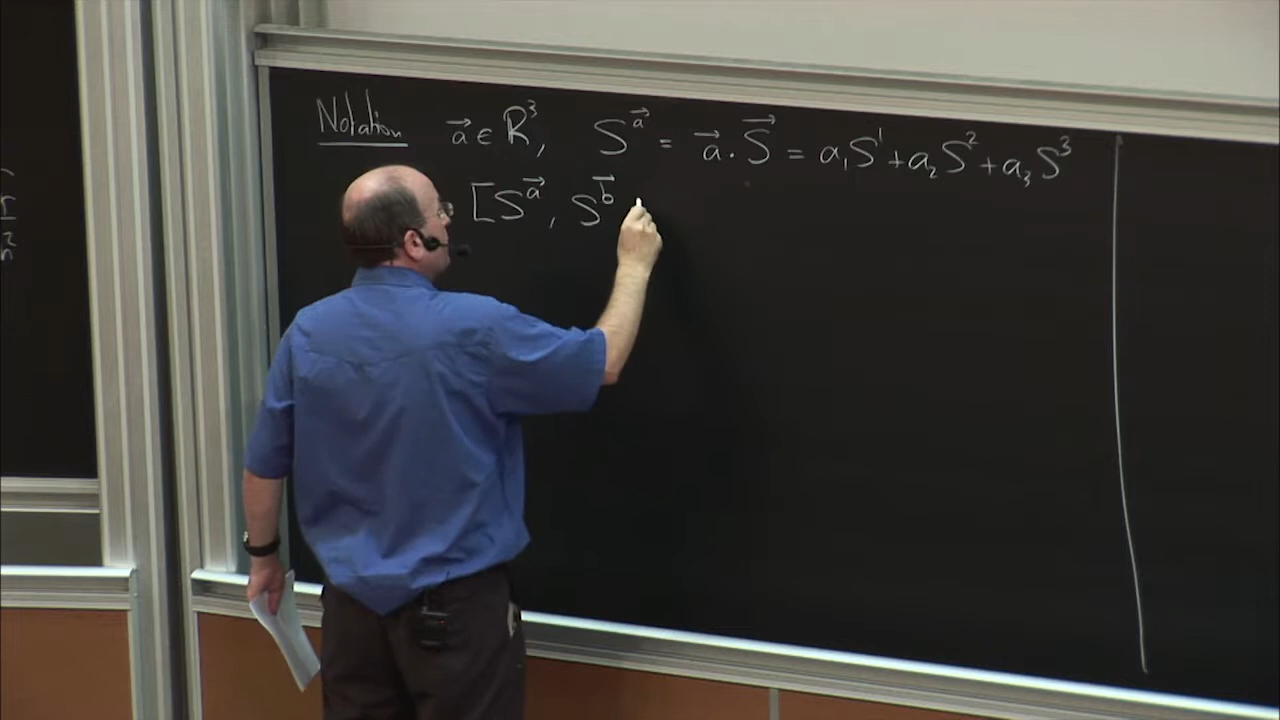 Notation a⃗ ∈ R³, S^a⃗ = a⃗ · S⃗ = a₁S¹ + a₂S² + a₃S³
[S^a⃗, S^b⃗